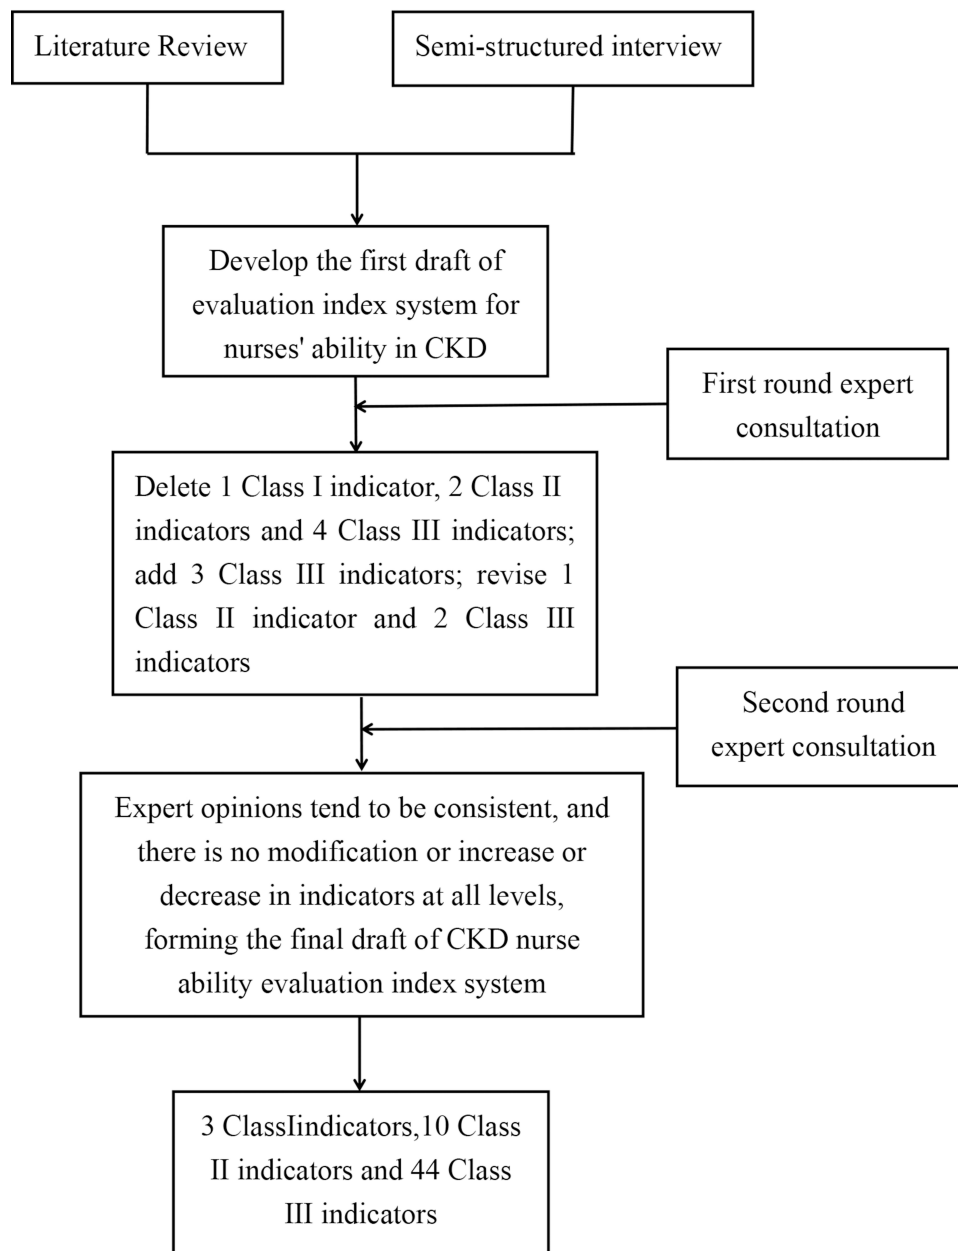 Literature Review
Semi-structured interview
Develop the first draft of
evaluation index system for
nurses' ability in CKD
First round expert
consultation
Delete 1 Class I indicator, 2 Class II
indicators and 4 Class III indicators;
add 3 Class III indicators; revise 1
Class II indicator and 2 Class III
indicators
Second round
expert consultation
Expert opinions tend to be consistent, and
there is no modification or increase or
decrease in indicators at all levels,
forming the final draft of CKD nurse
ability evaluation index system
3 ClassIindicators,10 Class
II indicators and 44 Class
III indicators